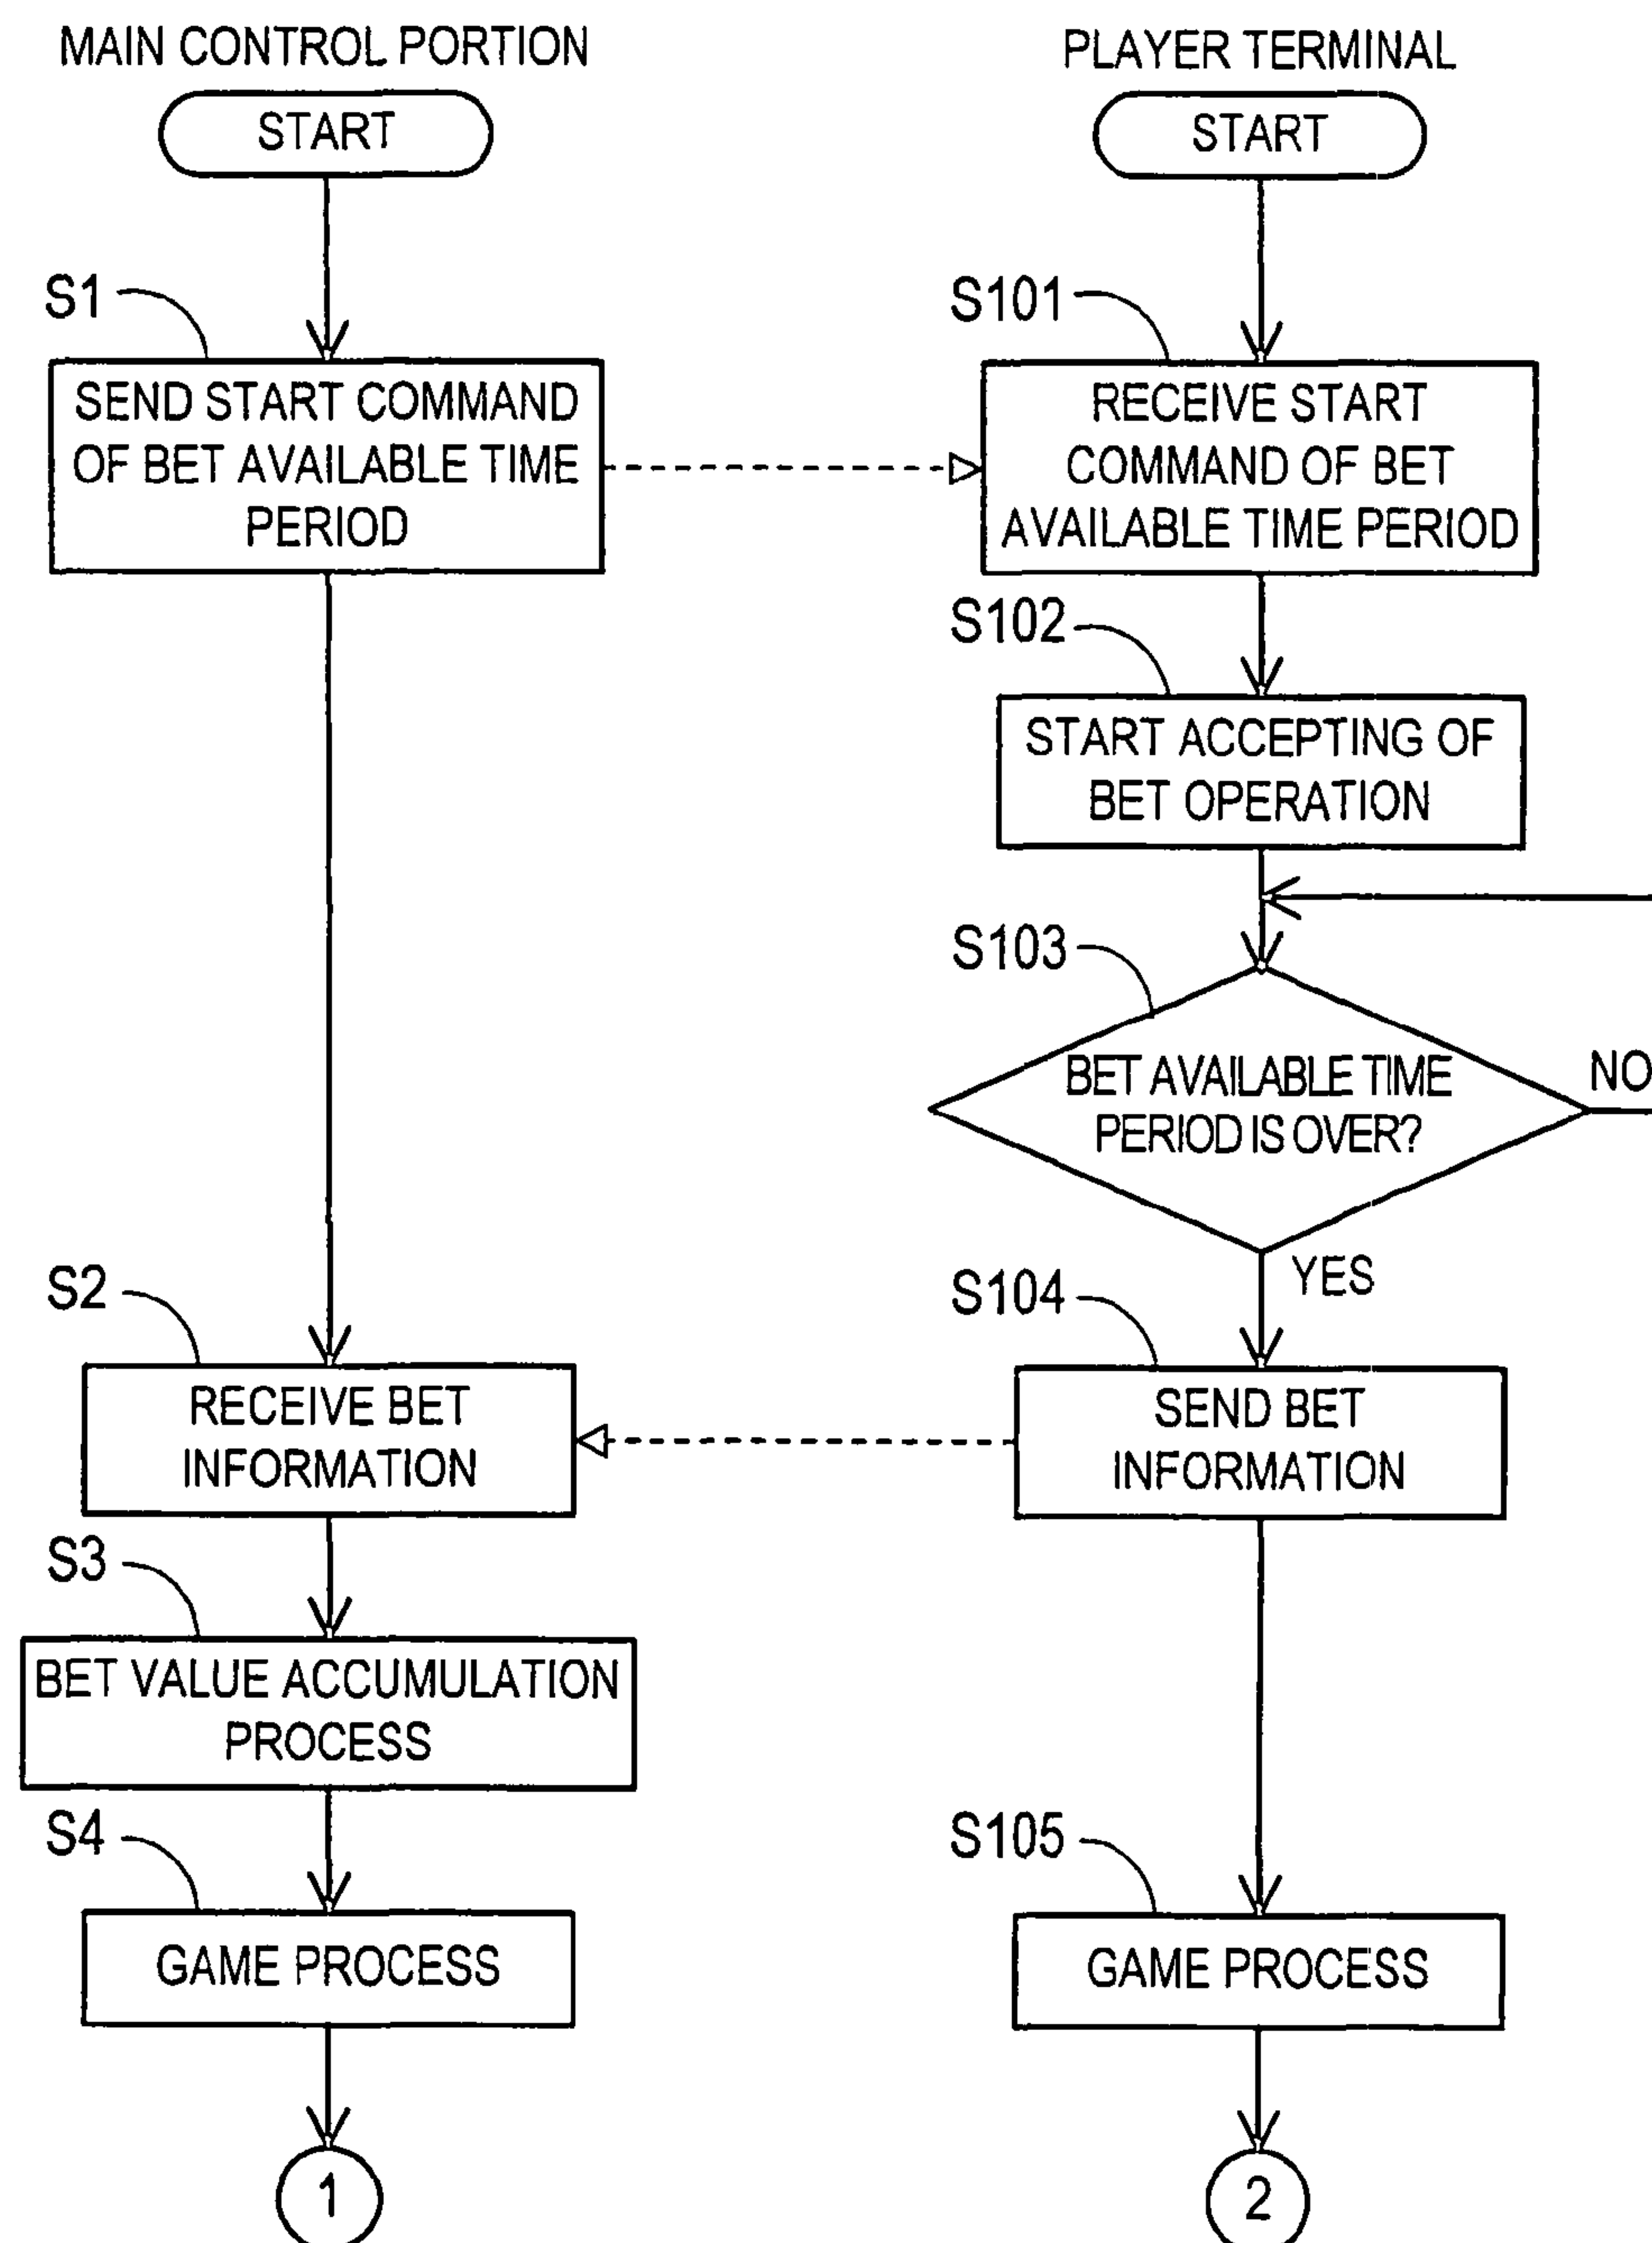 MAIN CONTROL PORTION
START
S1
SEND START COMMAND
OF BET AVAILABLE TIME
PERIOD
S2
RECEIVE BET
INFORMATION
S3
BET VALUE ACCUMULATION
PROCESS
S4
GAME PROCESS
1
PLAYER TERMINAL
START
S101
RECEIVE START
COMMAND OF BET
AVAILABLE TIME PERIOD
S102
START ACCEPTING OF
BET OPERATION
S103
BET AVAILABLE TIME
PERIOD IS OVER?
NO
YES
S104
SEND BET
INFORMATION
S105
GAME PROCESS
2